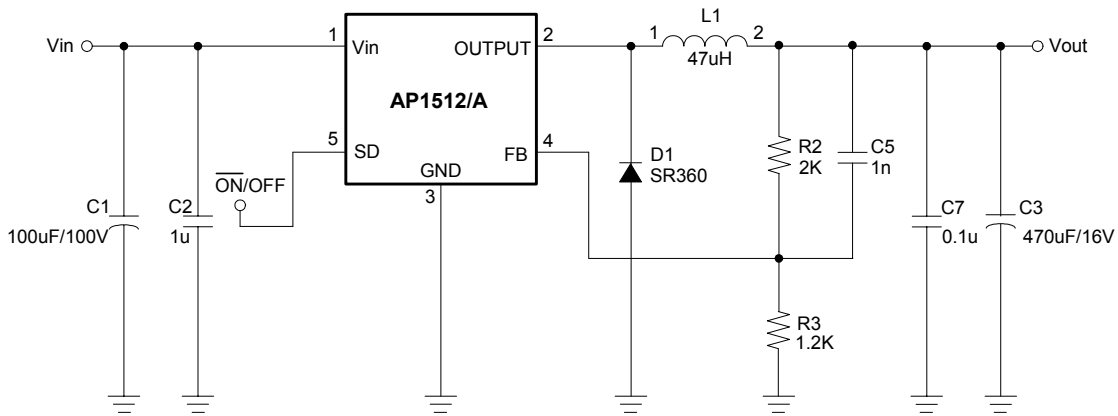 L1
Vin
1
Vin
OUTPUT
2
1
2
47uH
Vout
AP1512/A
5
SD
GND
FB
4
3
ON/OFF
D1
SR360
R2
2K
C5
1n
C1
100uF/100V
C2
1u
C7
0.1u
C3
470uF/16V
R3
1.2K